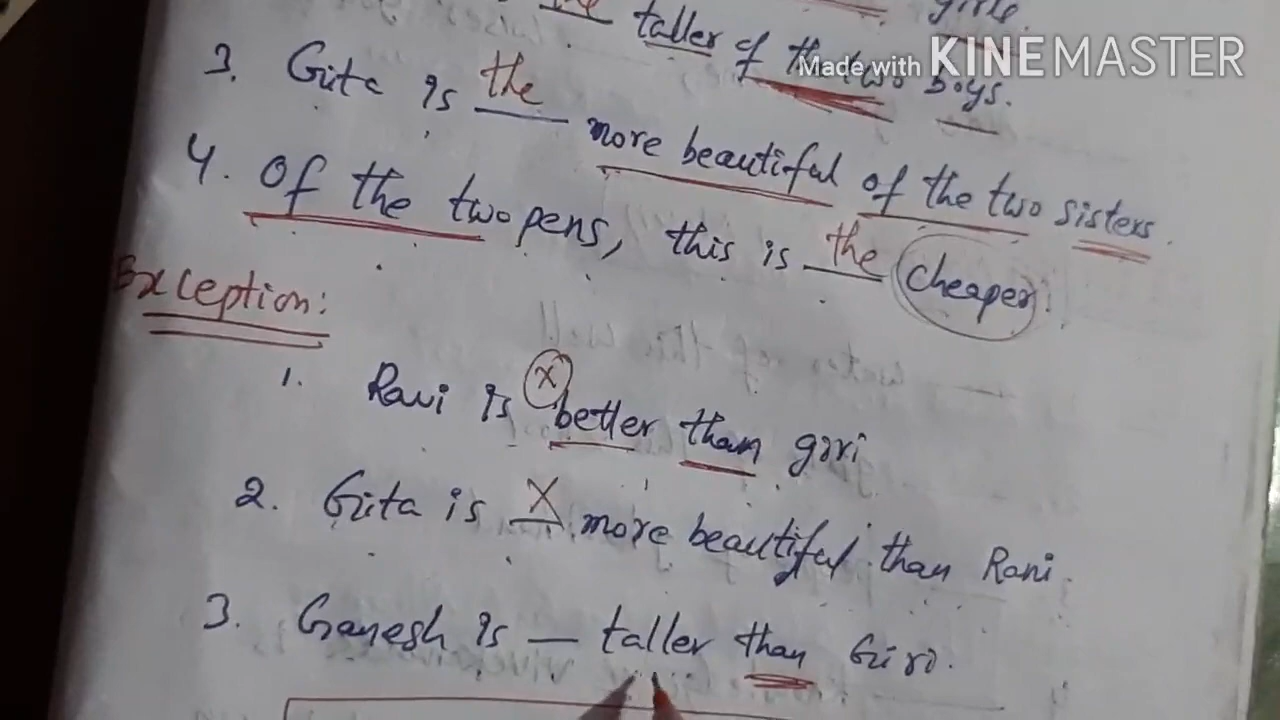 the taller of the two boys.
Made with KINEMASTER
3. Gita is the more beautiful of the two sisters.
4. Of the two pens, this is the cheaper.
Exception:
1. Ravi is x better than giri
2. Gita is X more beautiful than Rani.
3. Ganesh is — taller than Giri.